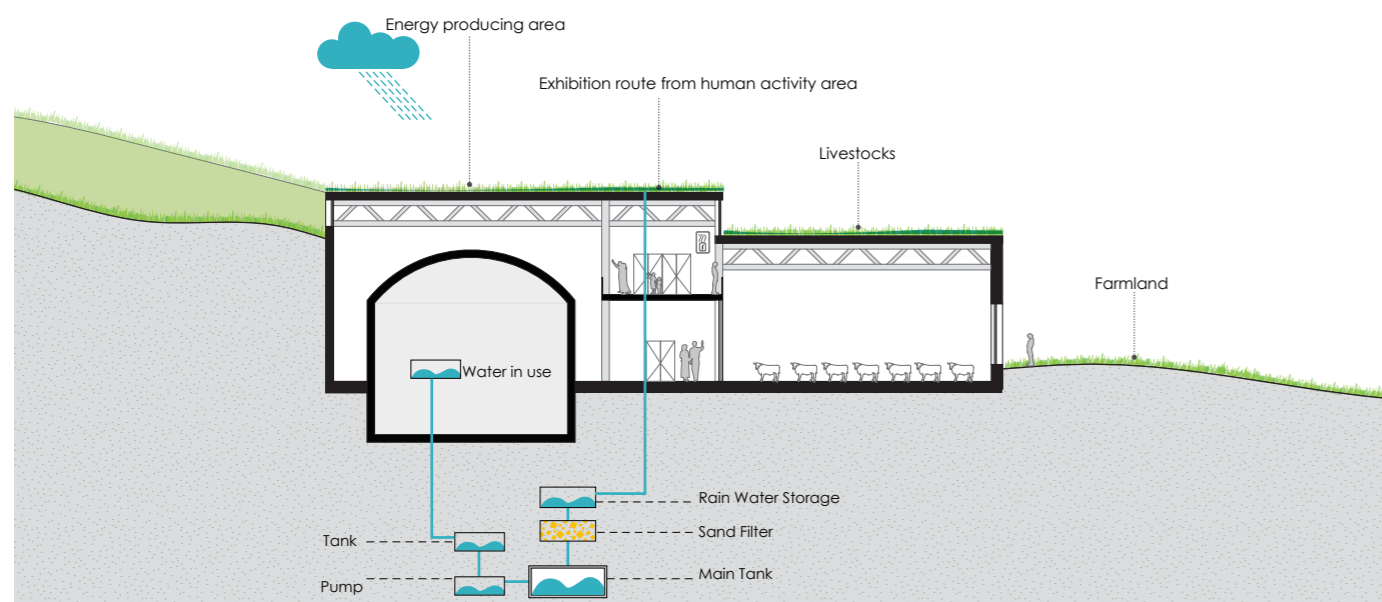 Energy producing area
Exhibition route from human activity area
Livestocks
Farmland
Water in use
Rain Water Storage
Sand Filter
Tank
Main Tank
Pump